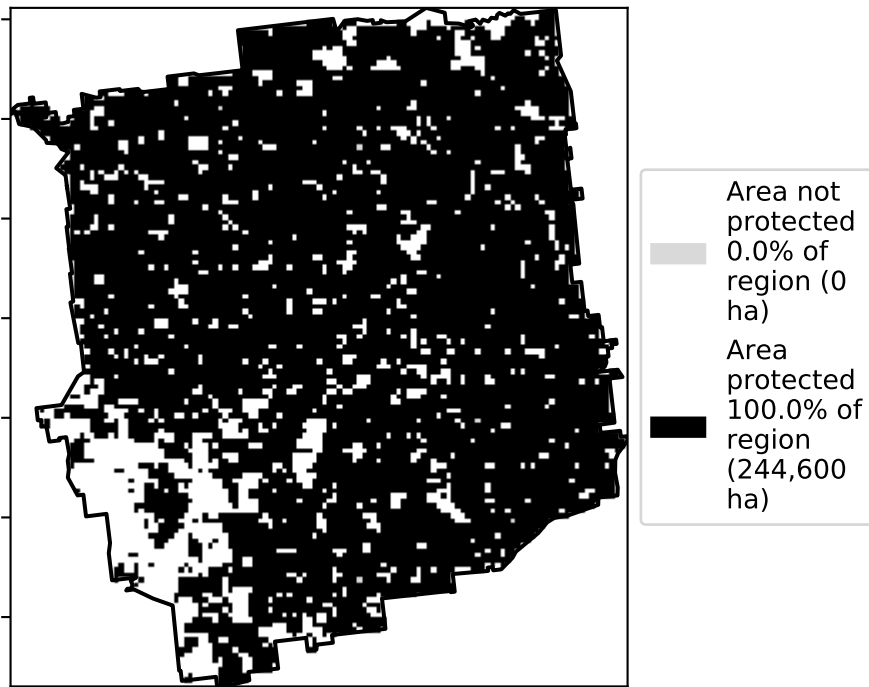 Area not
protected
0.0% of
region (0
ha)
Area
protected
100.0% of
region
(244,600
ha)